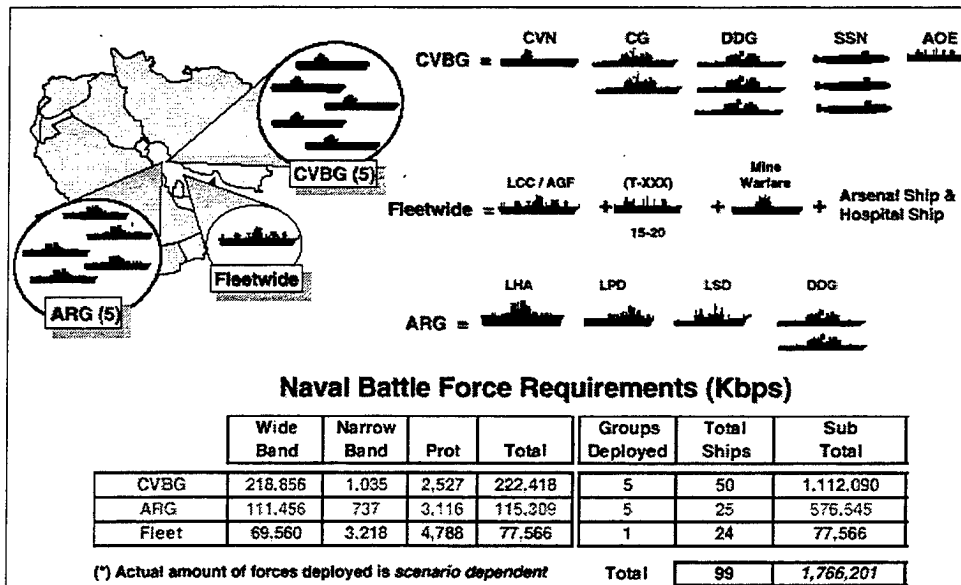 CVN CG DDG SSN AOE
CVBG =
CVBG (5)
LCC / AGF (T-XXX) Mine Warfare
Fleetwide = + + + Arsenal Ship & Hospital Ship
15-20
Fleetwide
ARG (5)
LHA LPD LSD DDG
ARG =
Naval Battle Force Requirements (Kbps)
Wide Band Narrow Band Prot Total Groups Deployed Total Ships Sub Total
CVBG 218,856 1,035 2,527 222,418 5 50 1,112,090
ARG 111,456 737 3,116 115,309 5 25 576,545
Fleet 69,560 3,218 4,788 77,566 1 24 77,566
(*) Actual amount of forces deployed is scenario dependent Total 99 1,766,201